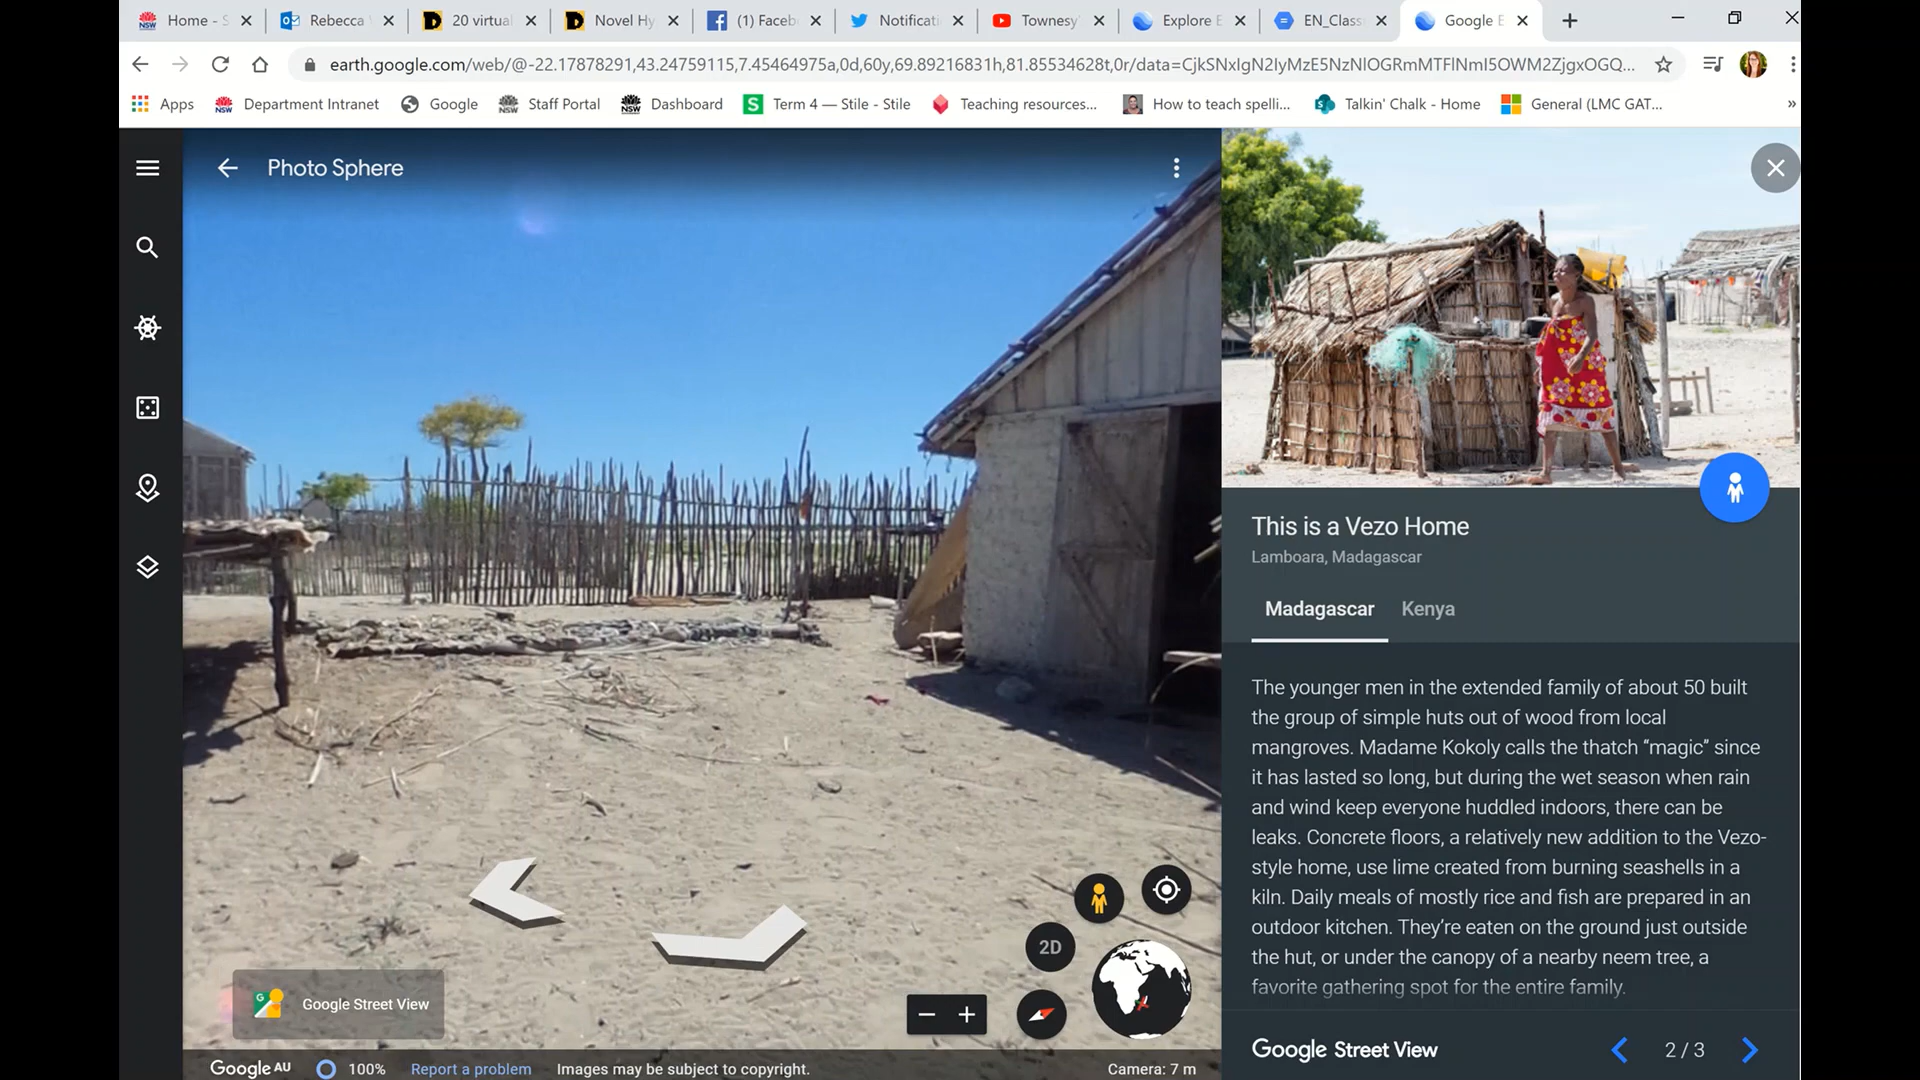 Home - S
Rebecca
20 virtual
Novel Hy
(1) Faceb
Notificati
Townesy'
Explore E
EN_Class
Google E
earth.google.com/web/@-22.17878291,43.24759115,7.45464975a,0d,60y,69.89216831h,81.85534628t,0r/data=CjkSNxIgN2IyMzE5NzNlOGRmMTFlNmI5OWM2ZjgxOGQ...
Apps
NSW
Department Intranet
Google
NSW
Staff Portal
NSW
Dashboard
S
Term 4 — Stile - Stile
Teaching resources...
How to teach spelli...
Talkin' Chalk - Home
General (LMC GAT...
»
Photo Sphere
This is a Vezo Home
Lamboara, Madagascar
Madagascar
Kenya
The younger men in the extended family of about 50 built
the group of simple huts out of wood from local
mangroves. Madame Kokoly calls the thatch “magic” since
it has lasted so long, but during the wet season when rain
and wind keep everyone huddled indoors, there can be
leaks. Concrete floors, a relatively new addition to the Vezo-
style home, use lime created from burning seashells in a
kiln. Daily meals of mostly rice and fish are prepared in an
outdoor kitchen. They’re eaten on the ground just outside
the hut, or under the canopy of a nearby neem tree, a
favorite gathering spot for the entire family.
2D
Google Street View
Google Street View
2 / 3
Google AU
100%
Report a problem
Images may be subject to copyright.
Camera: 7 m